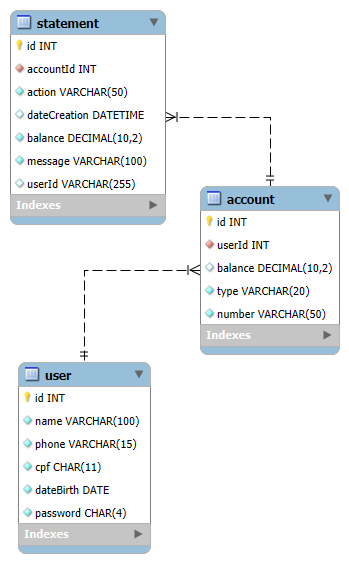 statement
id INT
accountId INT
action VARCHAR(50)
dateCreation DATETIME
balance DECIMAL(10,2)
message VARCHAR(100)
userId VARCHAR(255)
Indexes
account
id INT
userId INT
balance DECIMAL(10,2)
type VARCHAR(20)
number VARCHAR(50)
Indexes
user
id INT
name VARCHAR(100)
phone VARCHAR(15)
cpf CHAR(11)
dateBirth DATE
password CHAR(4)
Indexes